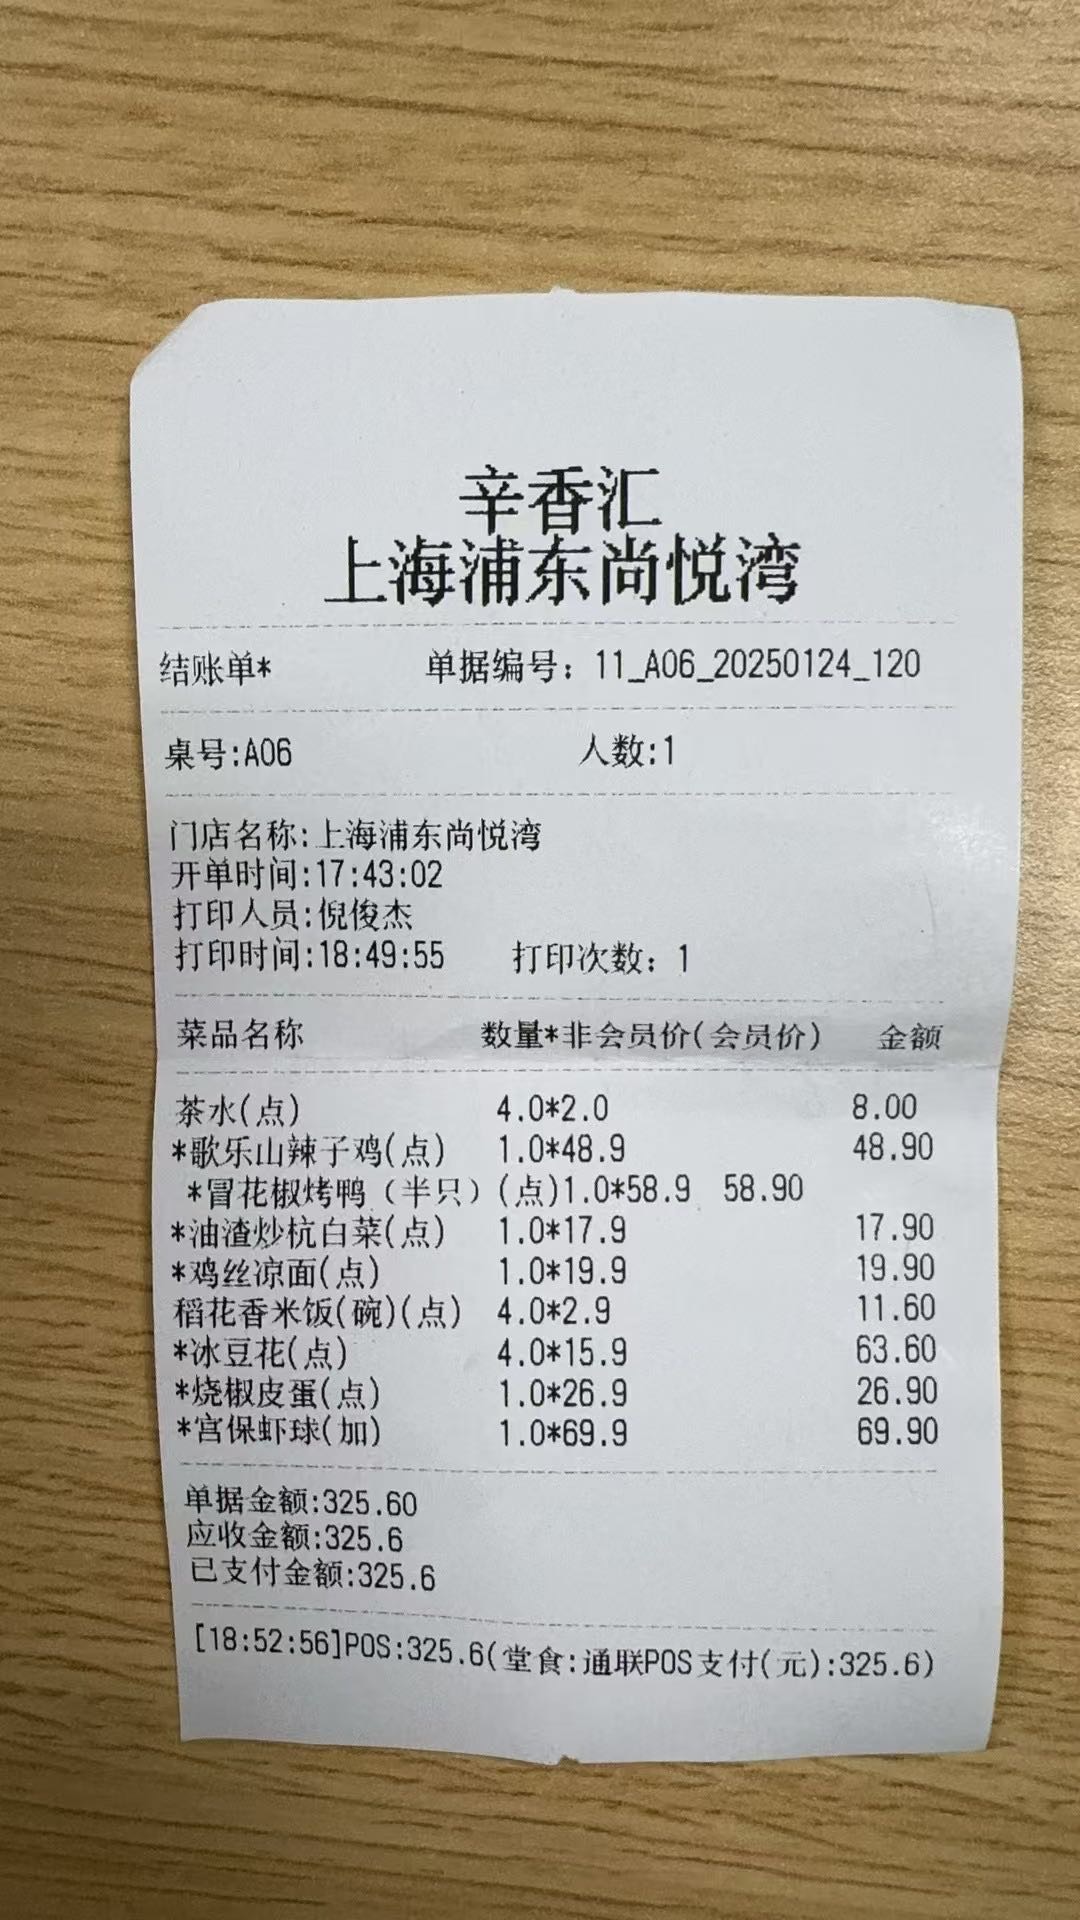 辛香汇
上海浦东尚悦湾
结账单* 单据编号：11_A06_20250124_120
桌号:A06 人数:1
门店名称:上海浦东尚悦湾
开单时间:17:43:02
打印人员:倪俊杰
打印时间:18:49:55 打印次数：1
菜品名称 数量*非会员价(会员价) 金额
茶水(点) 4.0*2.0 8.00
*歌乐山辣子鸡(点) 1.0*48.9 48.90
*冒花椒烤鸭（半只）(点)1.0*58.9 58.90
*油渣炒杭白菜(点) 1.0*17.9 17.90
*鸡丝凉面(点) 1.0*19.9 19.90
稻花香米饭(碗)(点) 4.0*2.9 11.60
*冰豆花(点) 4.0*15.9 63.60
*烧椒皮蛋(点) 1.0*26.9 26.90
*宫保虾球(加) 1.0*69.9 69.90
单据金额:325.60
应收金额:325.6
已支付金额:325.6
[18:52:56]POS:325.6(堂食:通联POS支付(元):325.6)